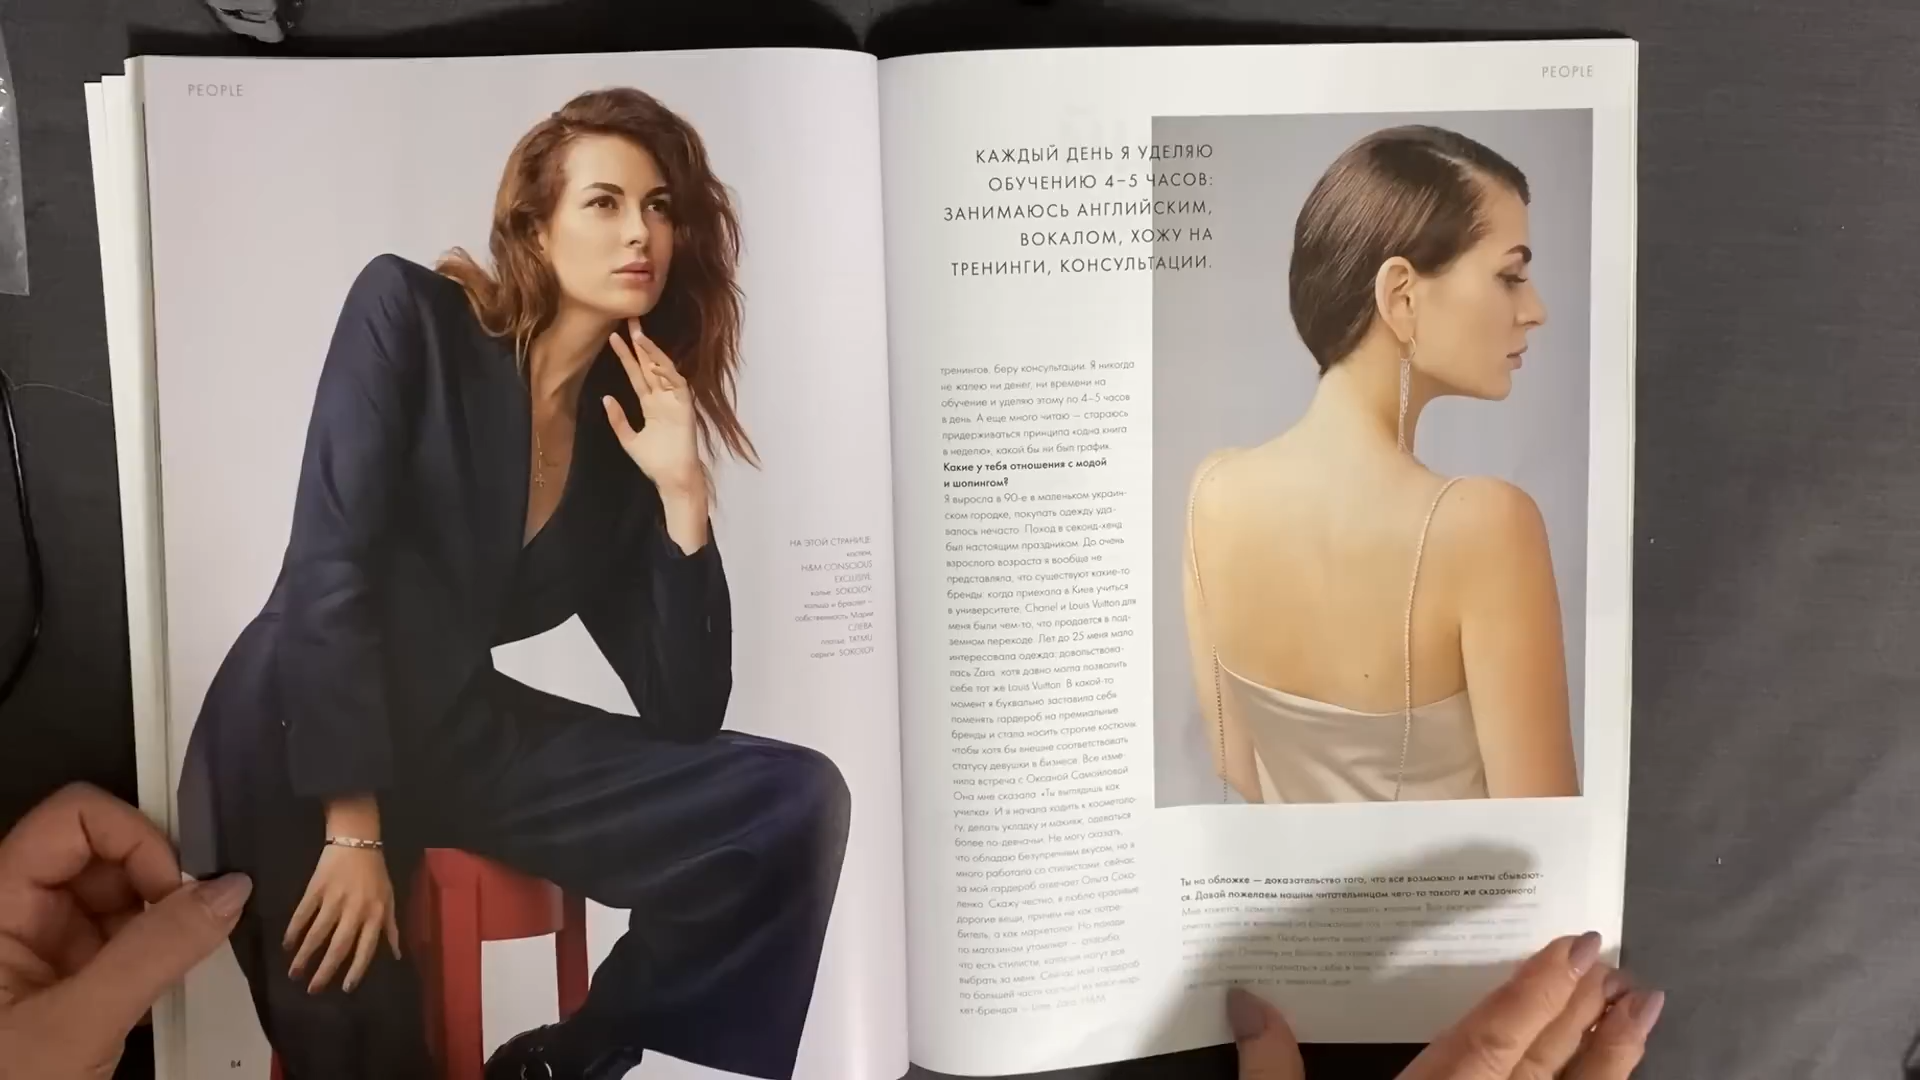 PEOPLE
НА ЭТОЙ СТРАНИЦЕ:
костюм,
H&M CONSCIOUS
EXCLUSIVE,
колье, SOKOLOV,
кольца и браслет –
собственность Марии
СЛЕВА:
платье, TATMU,
серьги, SOKOLOV
84
PEOPLE
КАЖДЫЙ ДЕНЬ Я УДЕЛЯЮ
ОБУЧЕНИЮ 4–5 ЧАСОВ:
ЗАНИМАЮСЬ АНГЛИЙСКИМ,
ВОКАЛОМ, ХОЖУ НА
ТРЕНИНГИ, КОНСУЛЬТАЦИИ.
тренингов, беру консультации. Я никогда
не жалею ни денег, ни времени на
обучение и уделяю этому по 4–5 часов
в день. А еще много читаю – стараюсь
придерживаться принципа «одна книга
в неделю», какой бы ни был график.
Какие у тебя отношения с модой
и шопингом?
Я выросла в 90-е в маленьком украин-
ском городке, покупать одежду уда-
валось нечасто. Поход в секонд-хенд
был настоящим праздником. До очень
взрослого возраста я вообще не
представляла, что существуют какие-то
бренды: когда приехала в Киев учиться
в университете, Chanel и Louis Vuitton для
меня были чем-то, что продается в под-
земном переходе. Лет до 25 меня мало
интересовала одежда: довольствова-
лась Zara, хотя давно могла позволить
себе тот же Louis Vuitton. В какой-то
момент я буквально заставила себя
поменять гардероб на премиальные
бренды и стала носить строгие костюмы,
чтобы хотя бы внешне соответствовать
статусу девушки в бизнесе. Все изме-
нила встреча с Оксаной Самойловой.
Она мне сказала: «Ты выглядишь как
училка». И я начала ходить к косметоло-
гу, делать укладку и макияж, одеваться
более по-девчачьи. Не могу сказать,
что обладаю безупречным вкусом, но я
много работала со стилистами, сейчас
за мой гардероб отвечает Ольга Соко-
ленко. Скажу честно, я люблю красивые
дорогие вещи, причем не как потре-
битель, а как маркетолог. Но походы
по магазинам утомляют – спасибо,
что есть стилисты, которые могут все
выбрать за меня. Сейчас мой гардероб
по большей части состоит из масс-мар-
кет-брендов – Zara, H&M.
Ты на обложке — доказательство того, что все возможно и мечты сбывают-
ся. Давай пожелаем нашим читательницам чего-то такого же сказочного!